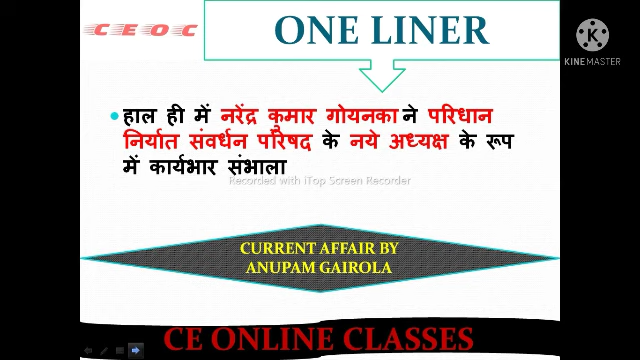 CEOC
ONE LINER
KINEMASTER
• हाल ही में नरेंद्र कुमार गोयनका ने परिधान
निर्यात संवर्धन परिषद के नये अध्यक्ष के रूप
में कार्यभार संभाला
Recorded with iTop Screen Recorder
CURRENT AFFAIR BY
ANUPAM GAIROLA
CE ONLINE CLASSES